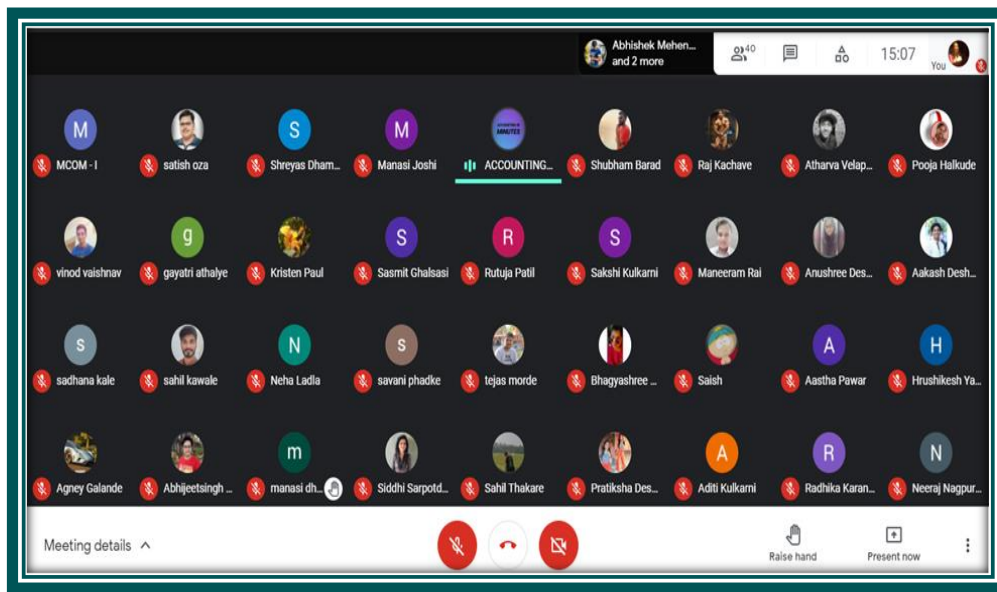 Abhishek Mehen...
and 2 more
40
15:07
You
M S M
MCOM - I satish oza Shreyas Dham... Manasi Joshi ACCOUNTING... Shubham Barad Raj Kachave Atharva Velap... Pooja Halkude
g S R S
vinod vaishnav gayatri athalye Kristen Paul Sasmit Ghalsasi Rutuja Patil Sakshi Kulkarni Maneeram Rai Anushree Des... Aakash Desh...
s N s A H
sadhana kale sahil kawale Neha Ladla savani phadke tejas morde Bhagyashree ... Saish Aastha Pawar Hrushikesh Ya...
m A R N
Agney Galande Abhijeetsingh ... manasi dh... Siddhi Sarpotd... Sahil Thakare Pratiksha Des... Aditi Kulkarni Radhika Karan... Neeraj Nagpur...
Meeting details
Raise hand Present now